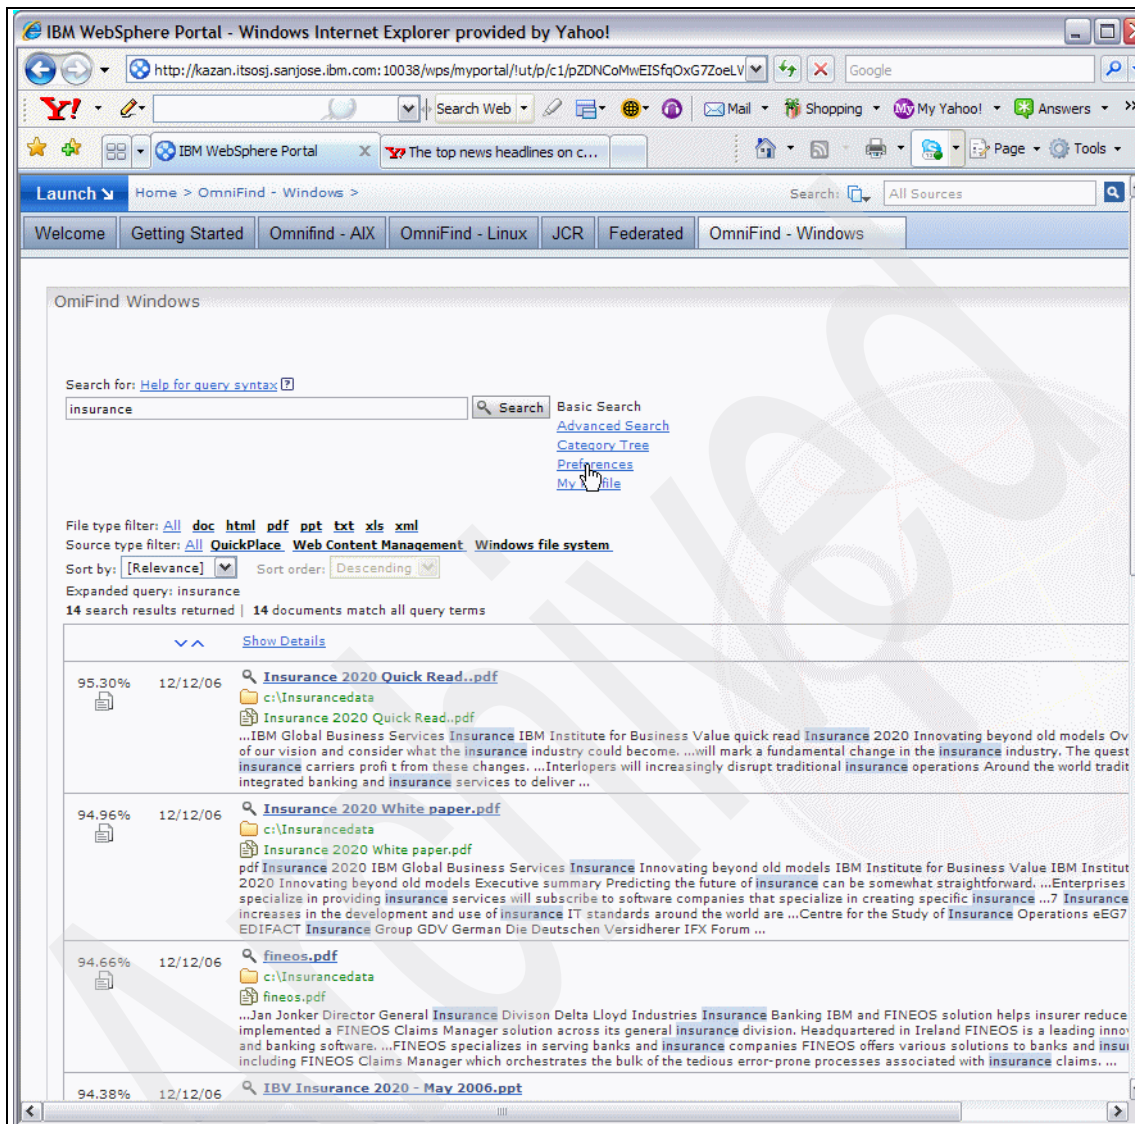 IBM WebSphere Portal - Windows Internet Explorer provided by Yahoo!
http://kazan.itsosj.sanjose.ibm.com:10038/wps/myportal/!ut/p/c1/pZDNCoMwEISfqOxG7ZoeLV
Google
Y! Search Web Mail Shopping My Yahoo! Answers
IBM WebSphere Portal X Y? The top news headlines on c... Page Tools
Launch Home > OmniFind - Windows > Search: All Sources
Welcome Getting Started Omnifind - AIX OmniFind - Linux JCR Federated OmniFind - Windows
OmiFind Windows
Search for: Help for query syntax ?
insurance Search Basic Search
Advanced Search
Category Tree
Preferences
My
File type filter: All doc html pdf ppt txt xls xml
Source type filter: All QuickPlace Web Content Management Windows file system
Sort by: [Relevance] Sort order: Descending
Expanded query: insurance
14 search results returned | 14 documents match all query terms
Show Details
95.30% 12/12/06 Insurance 2020 Quick Read..pdf
c:\Insurancedata
Insurance 2020 Quick Read..pdf
...IBM Global Business Services Insurance IBM Institute for Business Value quick read Insurance 2020 Innovating beyond old models Ov
of our vision and consider what the insurance industry could become. ...will mark a fundamental change in the insurance industry. The quest
insurance carriers profi t from these changes. ...Interlopers will increasingly disrupt traditional insurance operations Around the world tradit
integrated banking and insurance services to deliver ...
94.96% 12/12/06 Insurance 2020 White paper.pdf
c:\Insurancedata
Insurance 2020 White paper.pdf
pdf Insurance 2020 IBM Global Business Services Insurance Innovating beyond old models IBM Institute for Business Value IBM Institut
2020 Innovating beyond old models Executive summary Predicting the future of insurance can be somewhat straightforward. ...Enterprises
specialize in providing insurance services will subscribe to software companies that specialize in creating specific insurance ...7 Insurance
increases in the development and use of insurance IT standards around the world are ...Centre for the Study of Insurance Operations eEG7
EDIFACT Insurance Group GDV German Die Deutschen Versidherer IFX Forum ...
94.66% 12/12/06 fineos.pdf
c:\Insurancedata
fineos.pdf
...Jan Jonker Director General Insurance Divison Delta Lloyd Industries Insurance Banking IBM and FINEOS solution helps insurer reduce
implemented a FINEOS Claims Manager solution across its general insurance division. Headquartered in Ireland FINEOS is a leading inno
and banking software. ...FINEOS specializes in serving banks and insurance companies FINEOS offers various solutions to banks and insu
including FINEOS Claims Manager which orchestrates the bulk of the tedious error-prone processes associated with insurance claims. ...
94.38% 12/12/06 IBV Insurance 2020 - May 2006.ppt
Archived